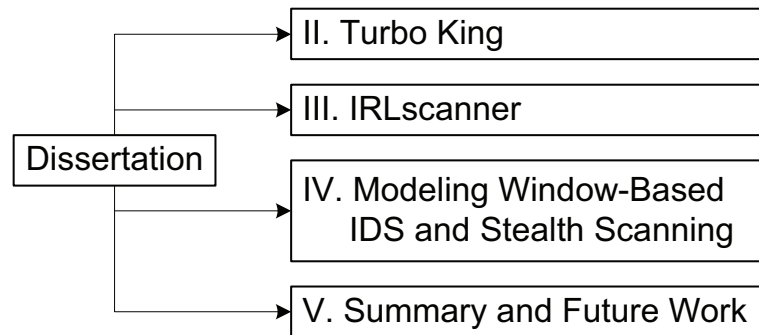 II. Turbo King
III. IRLscanner
Dissertation
IV. Modeling Window-Based
IDS and Stealth Scanning
V. Summary and Future Work